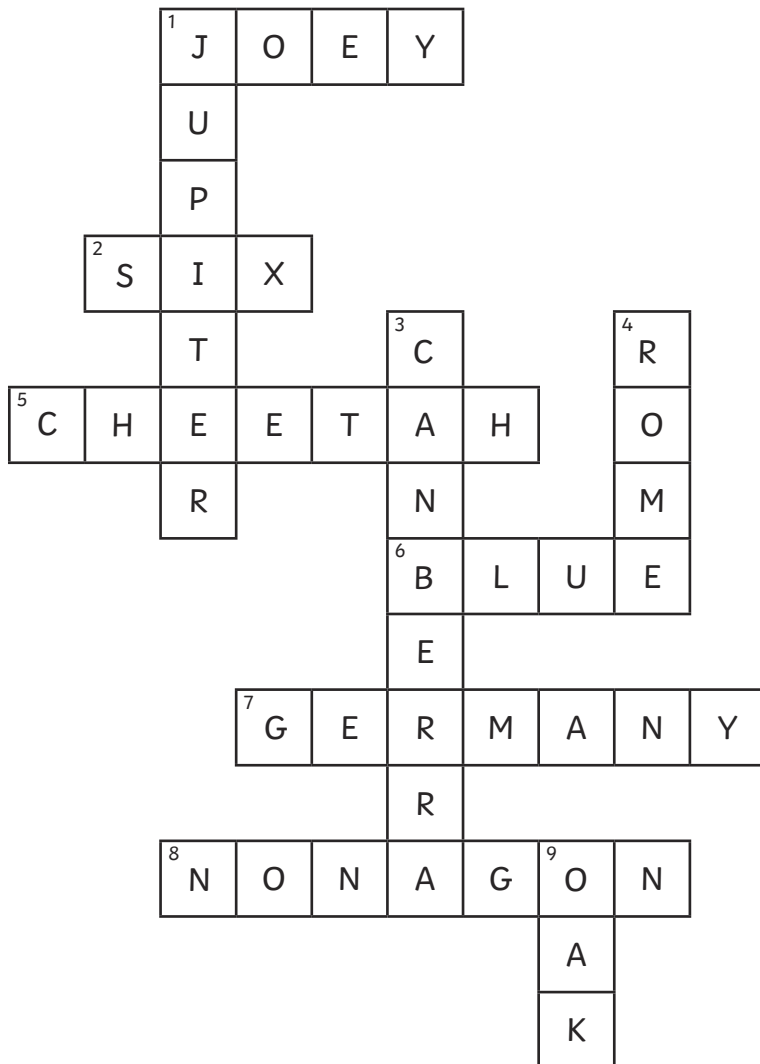 1 J O E Y
U
P
2 S I X
T 3 C 4 R
5 C H E E T A H O
R N M
6 B L U E
E
7 G E R M A N Y
R
8 N O N A G 9 O N
A
K